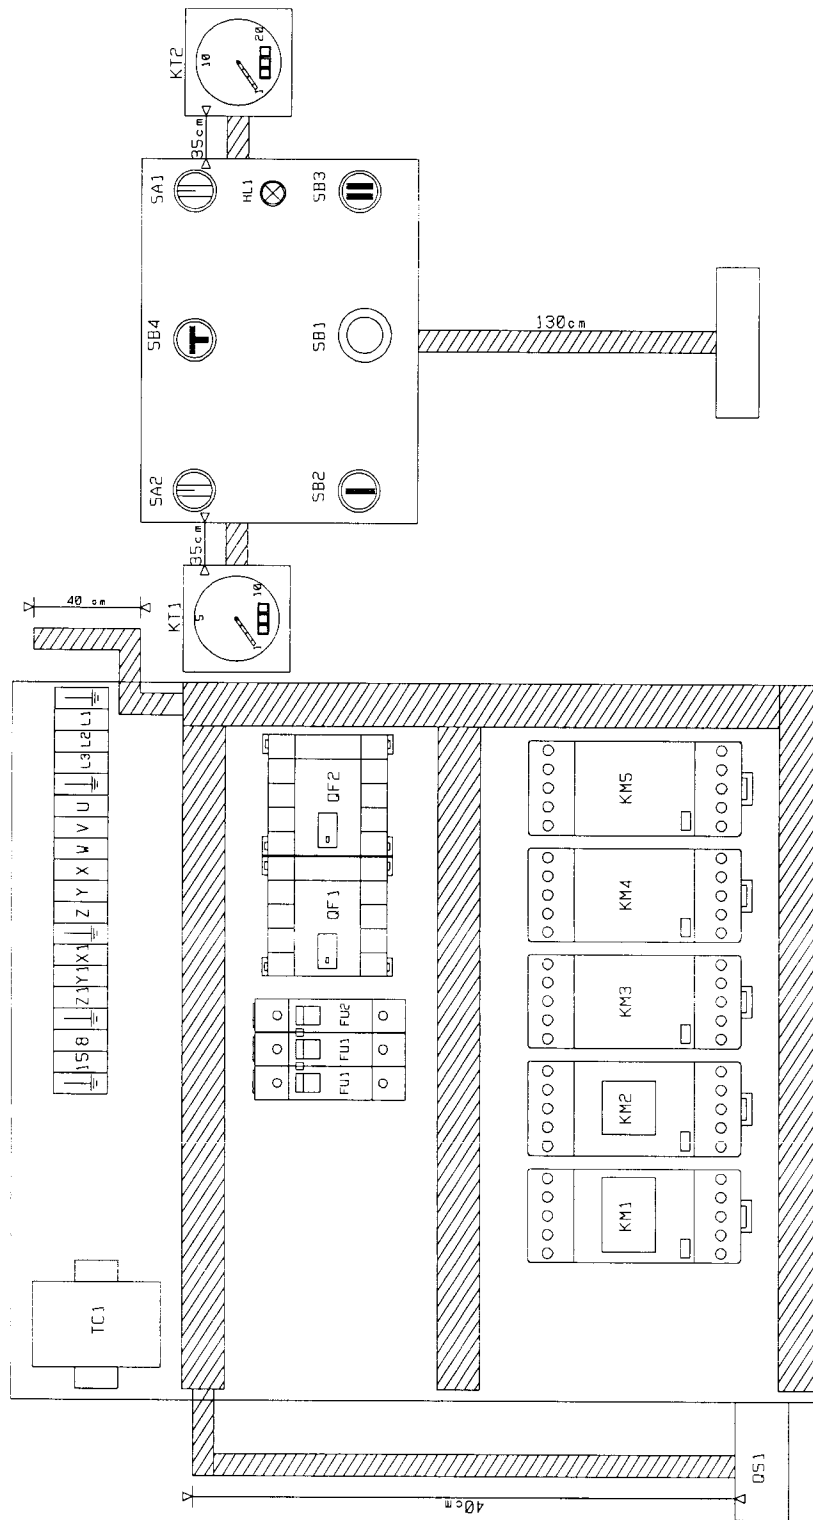 KT2
10
20
1
35cm
SA1
HL1
SB3
SB4
SB1
130cm
SA2
SB2
35cm
KT1
5
10
1
40 cm
L1
L2
L3
U
V
W
X
Y
Z
X1
Y1
Z1
8
15
QF2
QF1
FU2
FU1
FU1
KM5
KM4
KM3
KM2
KM1
TC1
QS1
40cm